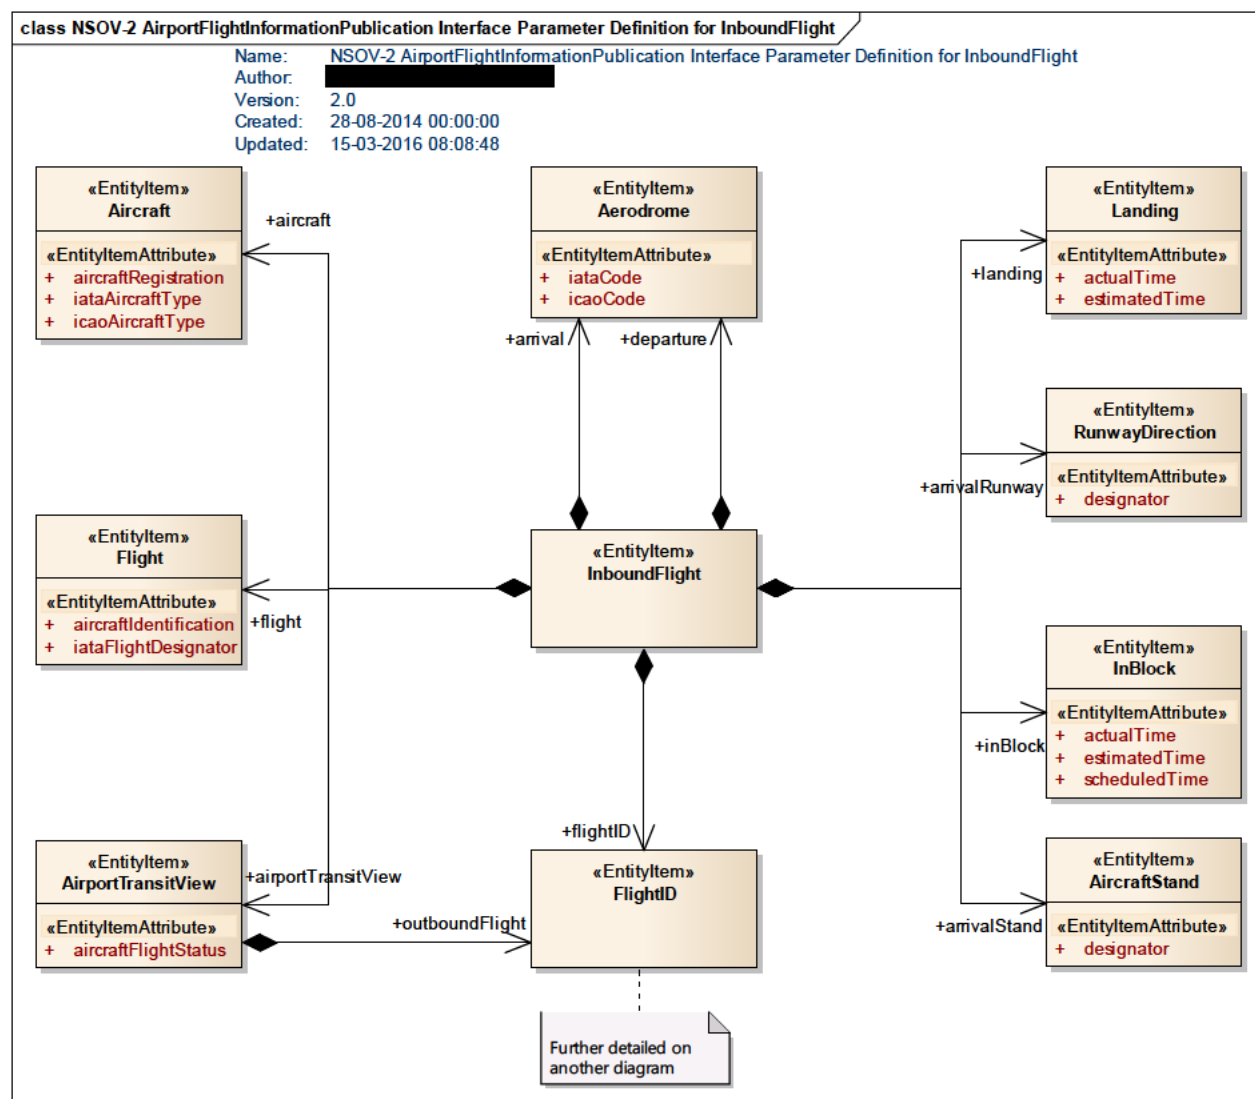 class NSOV-2 AirportFlightInformationPublication Interface Parameter Definition for InboundFlight
Name: NSOV-2 AirportFlightInformationPublication Interface Parameter Definition for InboundFlight
Author:
Version: 2.0
Created: 28-08-2014 00:00:00
Updated: 15-03-2016 08:08:48
«EntityItem»
Aircraft
«EntityItemAttribute»
+ aircraftRegistration
+ iataAircraftType
+ icaoAircraftType
+aircraft
«EntityItem»
Aerodrome
«EntityItemAttribute»
+ iataCode
+ icaoCode
+arrival
+departure
«EntityItem»
Landing
«EntityItemAttribute»
+ actualTime
+ estimatedTime
+landing
«EntityItem»
RunwayDirection
«EntityItemAttribute»
+ designator
+arrivalRunway
«EntityItem»
Flight
«EntityItemAttribute»
+ aircraftIdentification
+ iataFlightDesignator
+flight
«EntityItem»
InboundFlight
«EntityItem»
InBlock
«EntityItemAttribute»
+ actualTime
+ estimatedTime
+ scheduledTime
+inBlock
«EntityItem»
AirportTransitView
«EntityItemAttribute»
+ aircraftFlightStatus
+airportTransitView
+outboundFlight
+flightID
«EntityItem»
FlightID
«EntityItem»
AircraftStand
«EntityItemAttribute»
+ designator
+arrivalStand
Further detailed on
another diagram